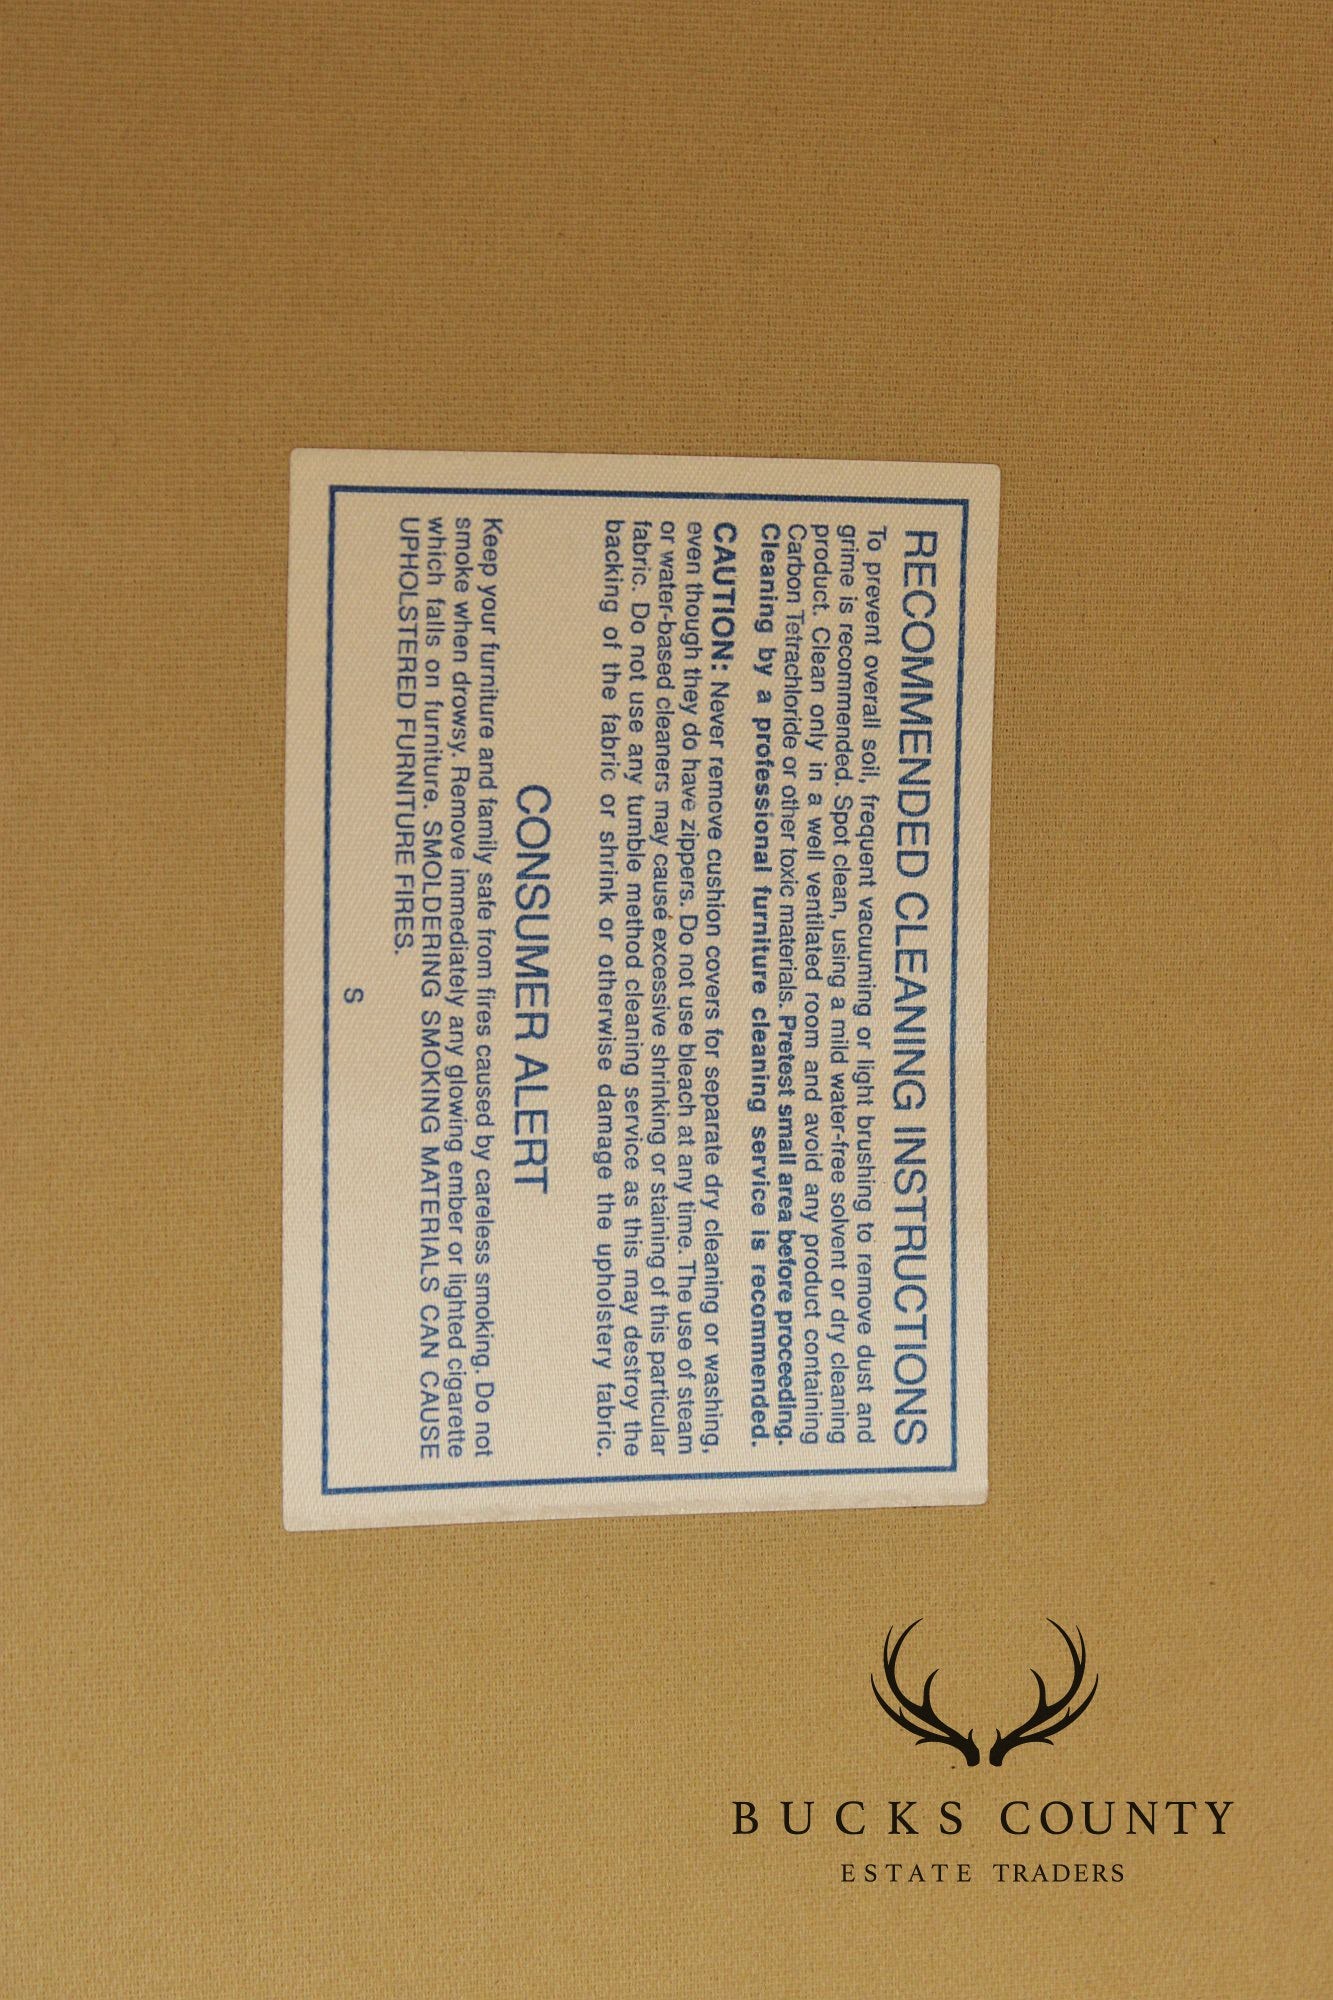 RECOMMENDED CLEANING INSTRUCTIONS
To prevent overall soil, frequent vacuuming or light brushing to remove dust and
grime is recommended. Spot clean, using a mild water-free solvent or dry cleaning
product. Clean only in a well ventilated room and avoid any product containing
Carbon Tetrachloride or other toxic materials. Pretest small area before proceeding.
Cleaning by a professional furniture cleaning service is recommended.
CAUTION: Never remove cushion covers for separate dry cleaning or washing,
even though they do have zippers. Do not use bleach at any time. The use of steam
or water-based cleaners may cause excessive shrinking or staining of this particular
fabric. Do not use any tumble method cleaning service as this may destroy the
backing of the fabric or shrink or otherwise damage the upholstery fabric.
CONSUMER ALERT
Keep your furniture and family safe from fires caused by careless smoking. Do not
smoke when drowsy. Remove immediately any glowing ember or lighted cigarette
which falls on furniture. SMOLDERING SMOKING MATERIALS CAN CAUSE
UPHOLSTERED FURNITURE FIRES.
S
BUCKS COUNTY
ESTATE TRADERS